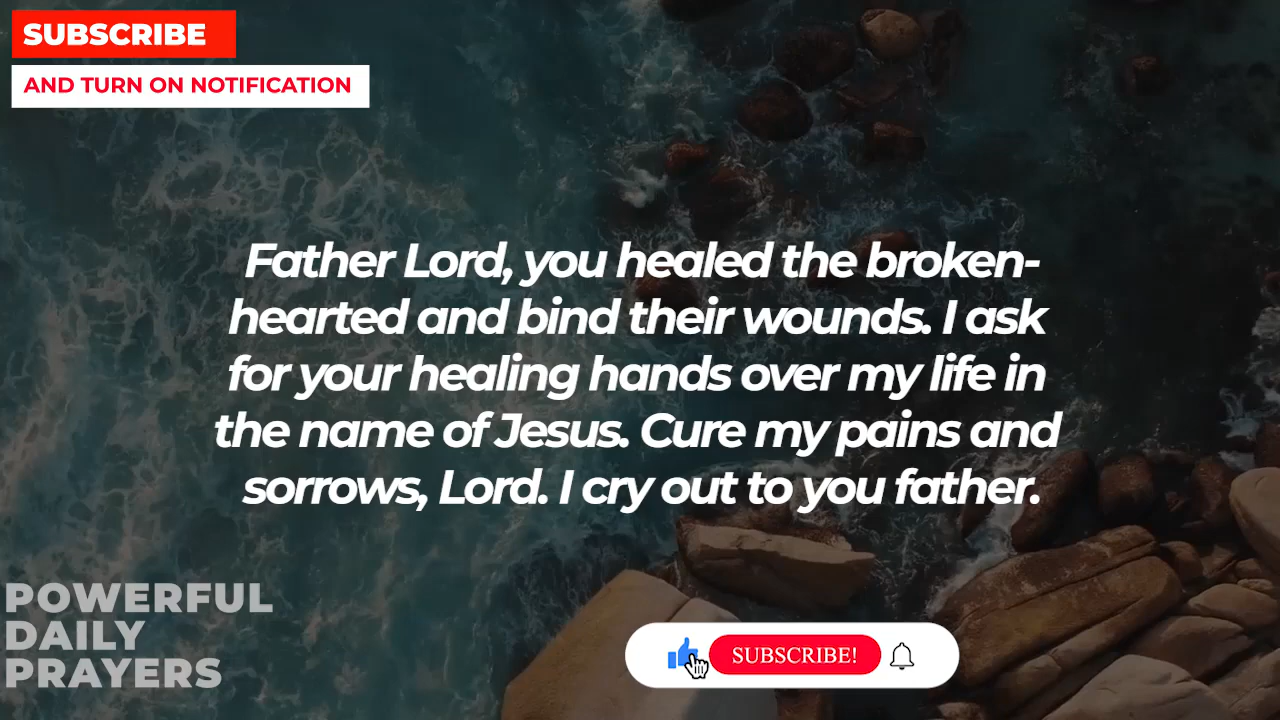 SUBSCRIBE
AND TURN ON NOTIFICATION
Father Lord, you healed the broken-
hearted and bind their wounds. I ask
for your healing hands over my life in
the name of Jesus. Cure my pains and
sorrows, Lord. I cry out to you father.
POWERFUL
DAILY
PRAYERS
SUBSCRIBE!